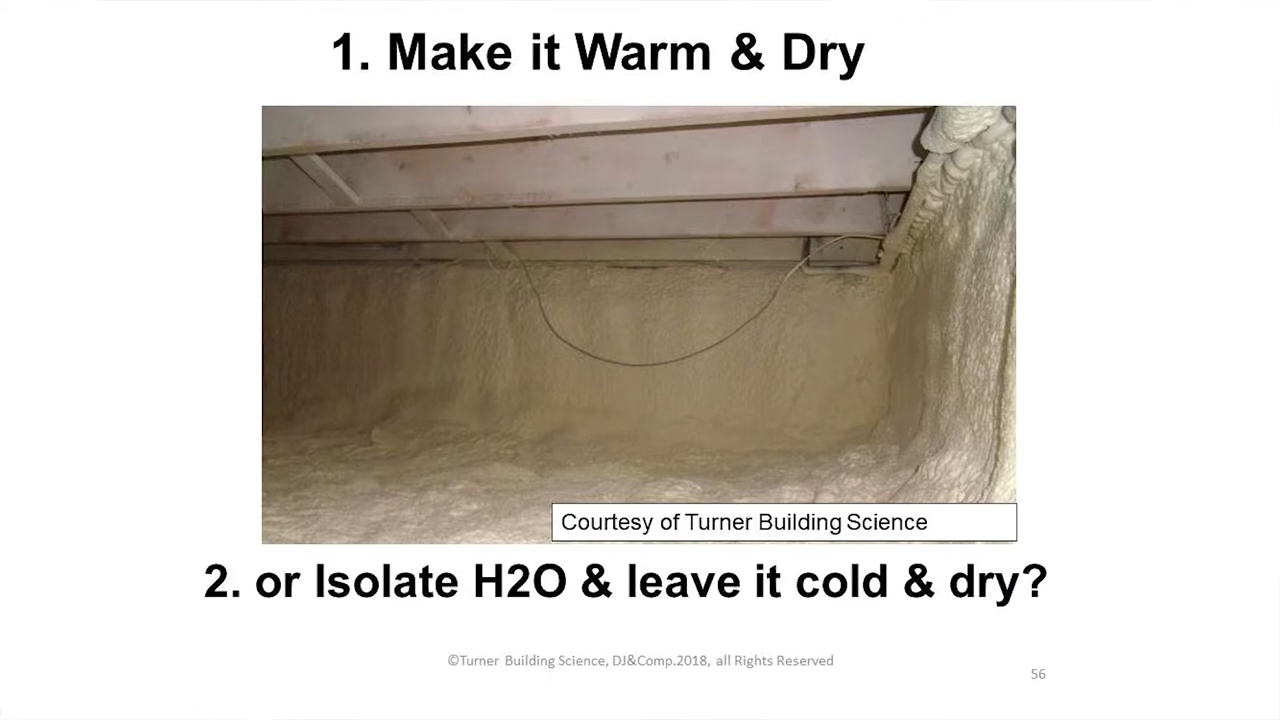 1. Make it Warm & Dry
Courtesy of Turner Building Science
2. or Isolate H2O & leave it cold & dry?
©Turner Building Science, DJ&Comp.2018, all Rights Reserved
56